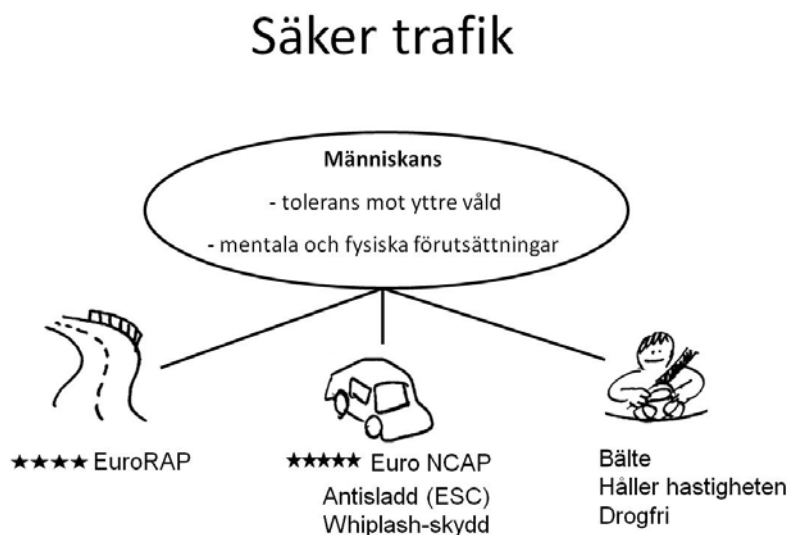 Säker trafik
Människans
- tolerans mot yttre våld
- mentala och fysiska förutsättningar
★★★★ EuroRAP
★★★★★ Euro NCAP
Antisladd (ESC)
Whiplash-skydd
Bälte
Håller hastigheten
Drogfri